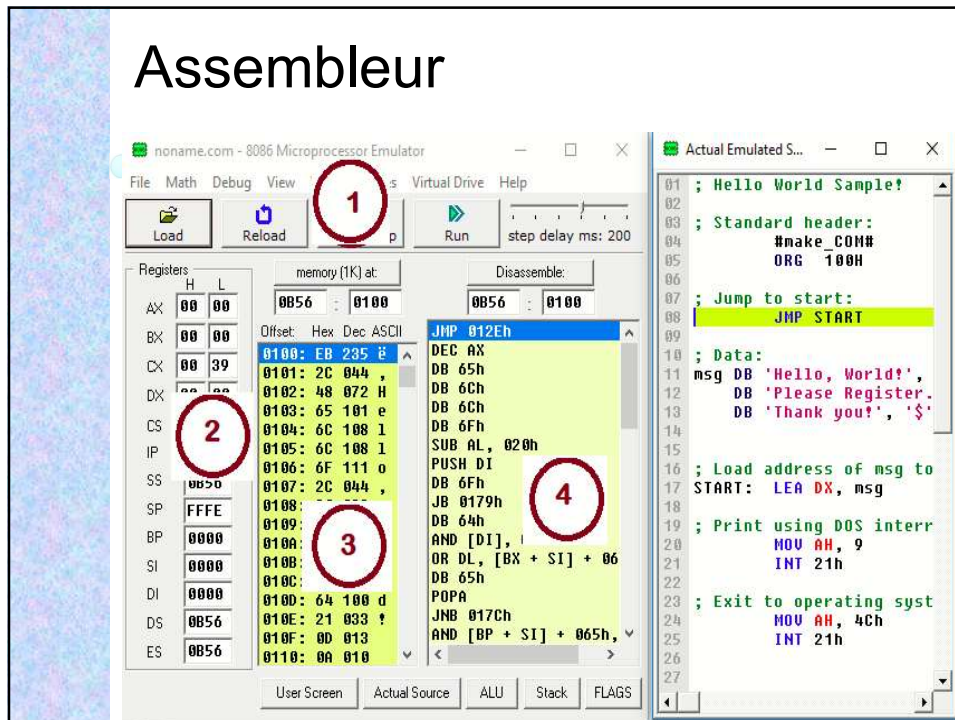 Assembleur
noname.com - 8086 Microprocessor Emulator
File Math Debug View Virtual Drive Help
1
Load Reload Run step delay ms: 200
Registers
H L
AX 00 00
BX 00 00
CX 00 39
DX
CS
IP
SS 0B56
SP FFFE
BP 0000
SI 0000
DI 0000
DS 0B56
ES 0B56
2
memory (1K) at:
0B56 : 0100
Offset: Hex Dec ASCII
0100: EB 235 ë
0101: 2C 044 ,
0102: 48 072 H
0103: 65 101 e
0104: 6C 108 l
0105: 6C 108 l
0106: 6F 111 o
0107: 2C 044 ,
0108:
0109:
010A:
010B:
010C:
010D: 64 100 d
010E: 21 033 !
010F: 0D 013
0110: 0A 010
3
Disassemble:
0B56 : 0100
JMP 012Eh
DEC AX
DB 65h
DB 6Ch
DB 6Ch
DB 6Fh
SUB AL, 020h
PUSH DI
DB 6Fh
JB 0179h
DB 64h
AND [DI],
OR DL, [BX + SI] + 06
DB 65h
POPA
JNB 017Ch
AND [BP + SI] + 065h,
4
User Screen Actual Source ALU Stack FLAGS
Actual Emulated S...
01 ; Hello World Sample!
02
03 ; Standard header:
04 #make_COM#
05 ORG 100H
06
07 ; Jump to start:
08 JMP START
09
10 ; Data:
11 msg DB 'Hello, World!',
12 DB 'Please Register.
13 DB 'Thank you!', '$'
14
15
16 ; Load address of msg to
17 START: LEA DX, msg
18
19 ; Print using DOS interr
20 MOV AH, 9
21 INT 21h
22
23 ; Exit to operating syst
24 MOV AH, 4Ch
25 INT 21h
26
27